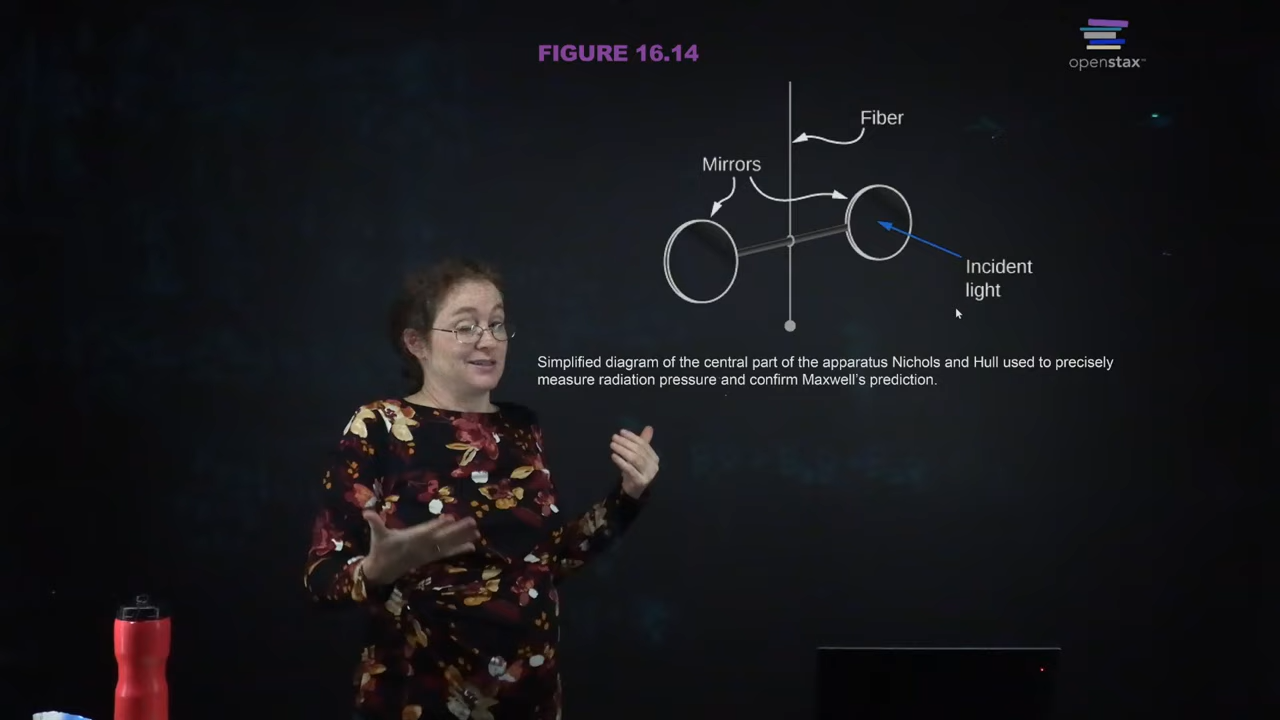 FIGURE 16.14
openstax™
Fiber
Mirrors
Incident
light
Simplified diagram of the central part of the apparatus Nichols and Hull used to precisely
measure radiation pressure and confirm Maxwell's prediction.